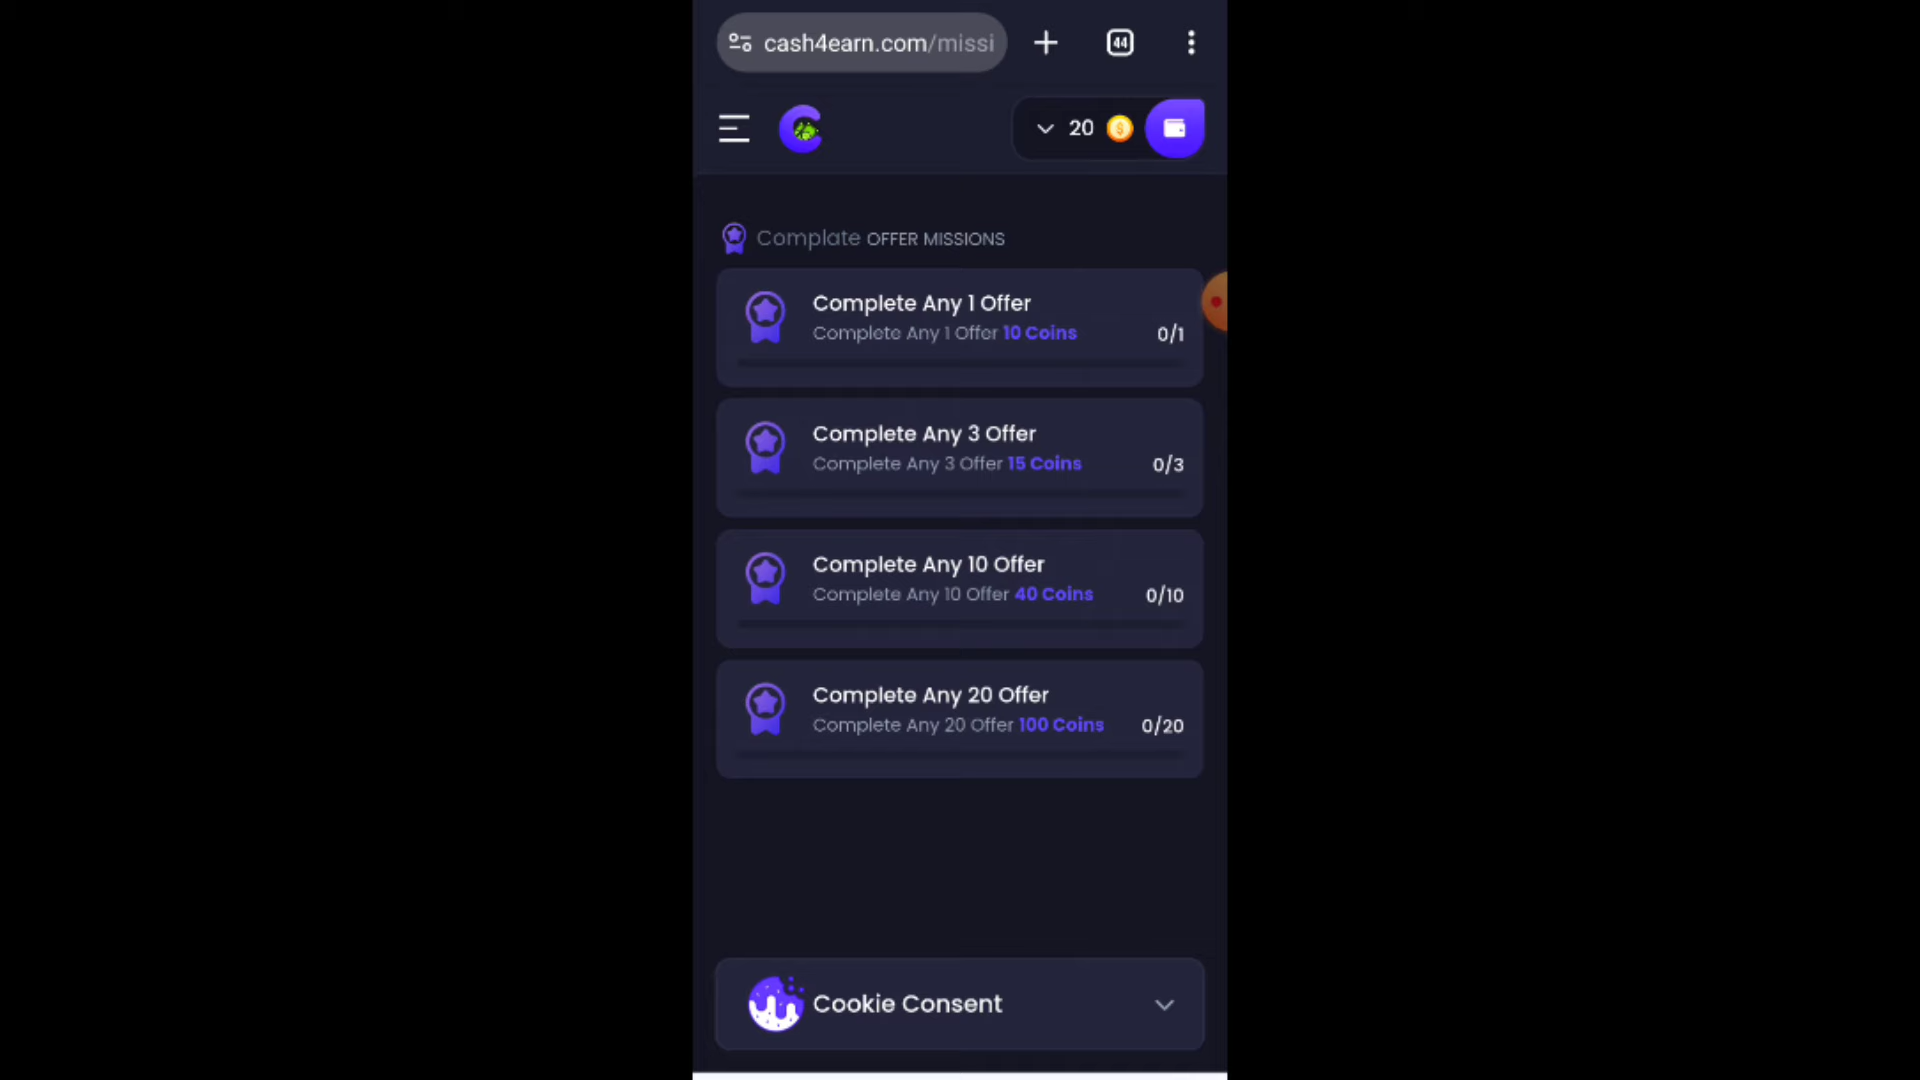 cash4earn.com/missi
44
20
Complate OFFER MISSIONS
Complete Any 1 Offer
Complete Any 1 Offer 10 Coins
0/1
Complete Any 3 Offer
Complete Any 3 Offer 15 Coins
0/3
Complete Any 10 Offer
Complete Any 10 Offer 40 Coins
0/10
Complete Any 20 Offer
Complete Any 20 Offer 100 Coins
0/20
Cookie Consent